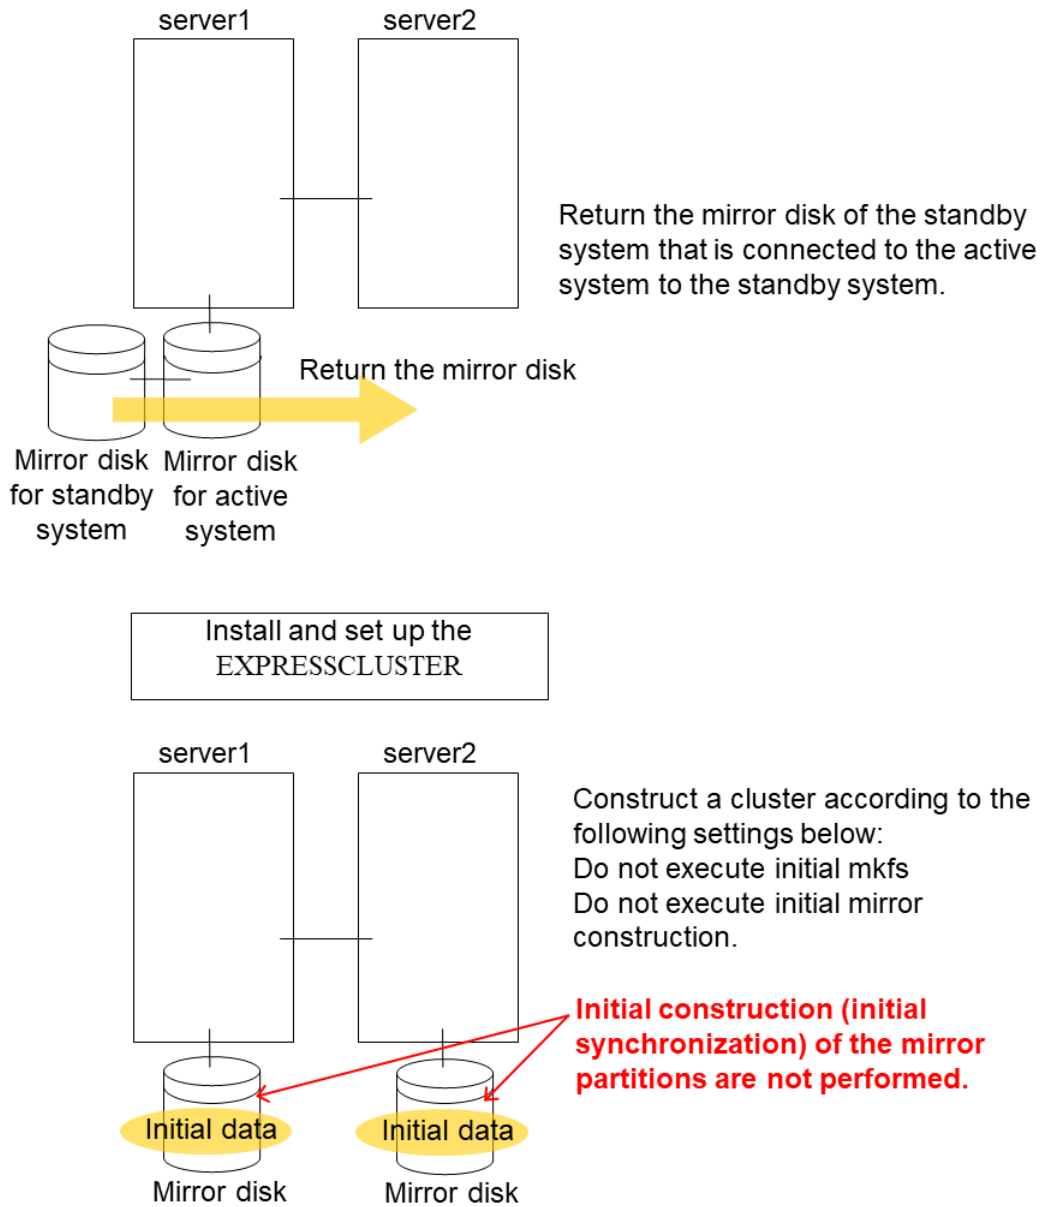 server1
server2
Return the mirror disk of the standby
system that is connected to the active
system to the standby system.
Return the mirror disk
Mirror disk
for standby
system
Mirror disk
for active
system
Install and set up the
EXPRESSCLUSTER
server1
server2
Construct a cluster according to the
following settings below:
Do not execute initial mkfs
Do not execute initial mirror
construction.
Initial construction (initial
synchronization) of the mirror
partitions are not performed.
Initial data
Initial data
Mirror disk
Mirror disk